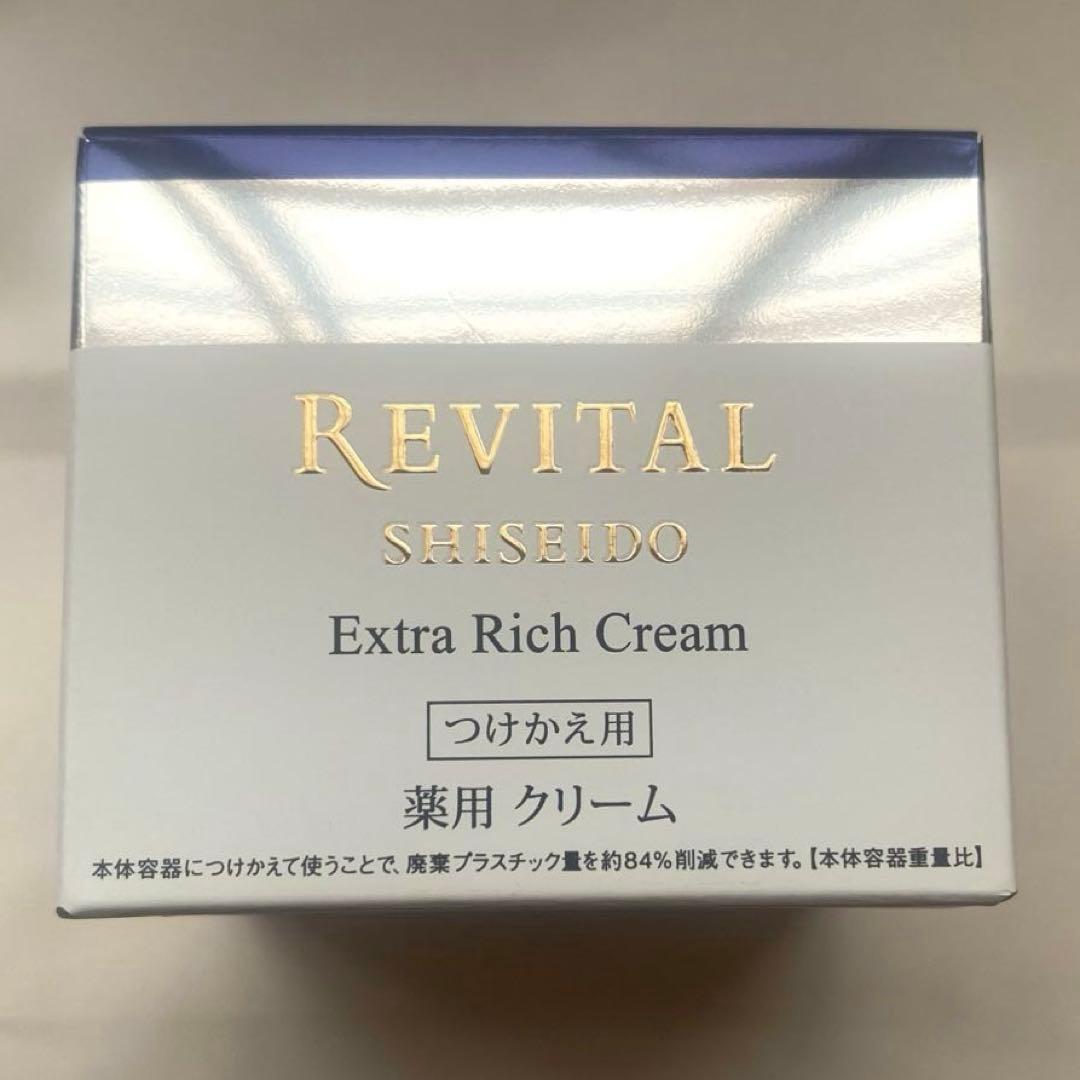 REVITAL
SHISEIDO
Extra Rich Cream
つけかえ用
薬用 クリーム
本体容器につけかえて使うことで、廃棄プラスチック量を約84%削減できます。【本体容器重量比】